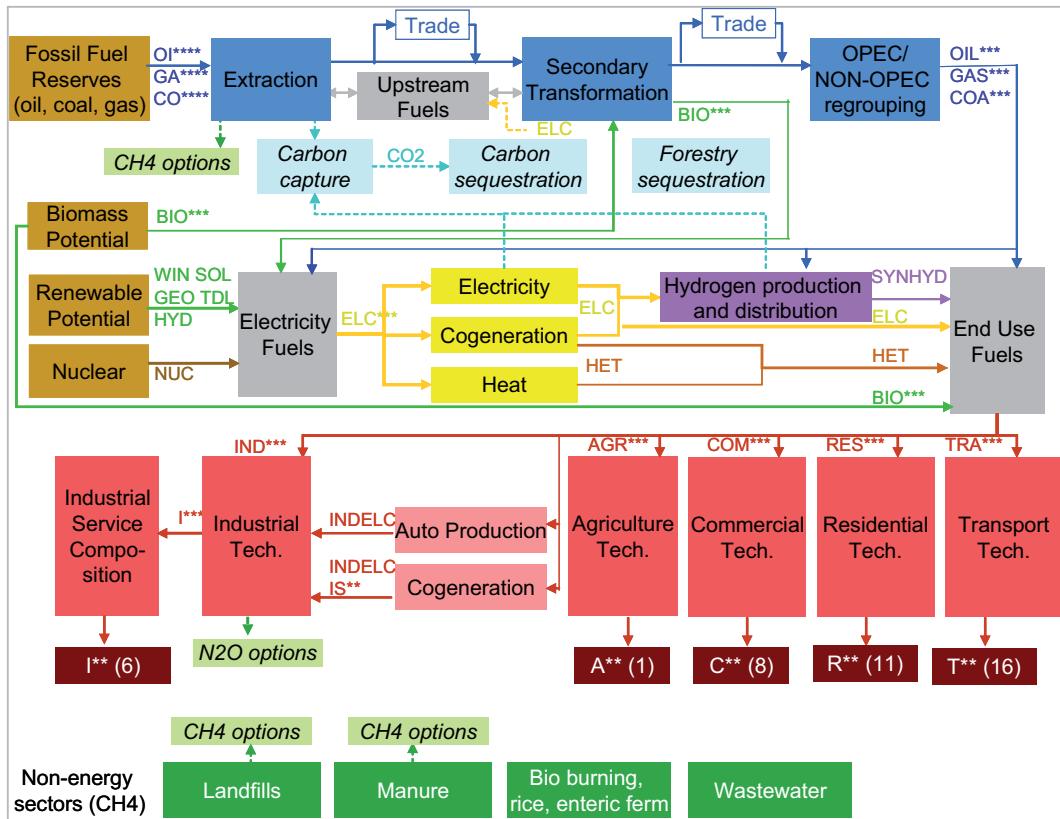 Trade
Trade
Fossil Fuel
Reserves
(oil, coal, gas)
OI****
GA****
CO****
Extraction
Upstream
Fuels
Secondary
Transformation
OPEC/
NON-OPEC
regrouping
OIL***
GAS***
COA***
ELC
BIO***
CH4 options
Carbon
capture
CO2
Carbon
sequestration
Forestry
sequestration
Biomass
Potential
BIO***
Renewable
Potential
WIN SOL
GEO TDL
HYD
Nuclear
NUC
Electricity
Fuels
ELC***
Electricity
Cogeneration
Heat
ELC
HET
Hydrogen production
and distribution
SYNHYD
ELC
HET
BIO***
End Use
Fuels
IND***
AGR***
COM***
RES***
TRA***
Industrial
Service
Compo-
sition
I***
Industrial
Tech.
INDELC
Auto Production
INDELC
IS**
Cogeneration
Agriculture
Tech.
Commercial
Tech.
Residential
Tech.
Transport
Tech.
I** (6)
N2O options
A** (1)
C** (8)
R** (11)
T** (16)
CH4 options
CH4 options
Non-energy
sectors (CH4)
Landfills
Manure
Bio burning,
rice, enteric ferm
Wastewater